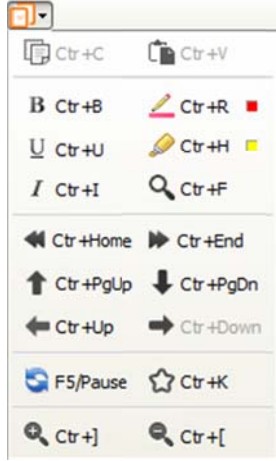 Ctr+C Ctr+V
B Ctr+B Ctr+R
U Ctr+U Ctr+H
I Ctr+I Ctr+F
Ctr+Home Ctr+End
Ctr+PgUp Ctr+PgDn
Ctr+Up Ctr+Down
F5/Pause Ctr+K
Ctr+] Ctr+[